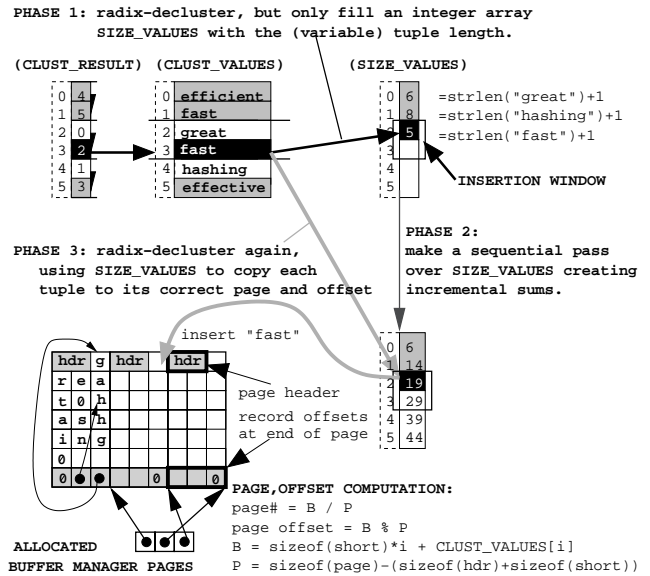 PHASE 1: radix-decluster, but only fill an integer array
SIZE_VALUES with the (variable) tuple length.
(CLUST_RESULT) (CLUST_VALUES) (SIZE_VALUES)
0 4 0 efficient 0 6 =strlen("great")+1
1 5 1 fast 1 8 =strlen("hashing")+1
2 0 2 great 2 5 =strlen("fast")+1
3 2 3 fast 3
4 1 4 hashing 4
5 3 5 effective 5
INSERTION WINDOW
PHASE 2:
make a sequential pass
over SIZE_VALUES creating
incremental sums.
PHASE 3: radix-decluster again,
using SIZE_VALUES to copy each
tuple to its correct page and offset
insert "fast"
0 6
1 14
2 19
3 29
4 39
5 44
hdr g hdr hdr
r e a
t 0 h
a s h
i n g
0
0 0 0
page header
record offsets
at end of page
ALLOCATED
BUFFER MANAGER PAGES
PAGE,OFFSET COMPUTATION:
page# = B / P
page offset = B % P
B = sizeof(short)*i + CLUST_VALUES[i]
P = sizeof(page)-(sizeof(hdr)+sizeof(short))